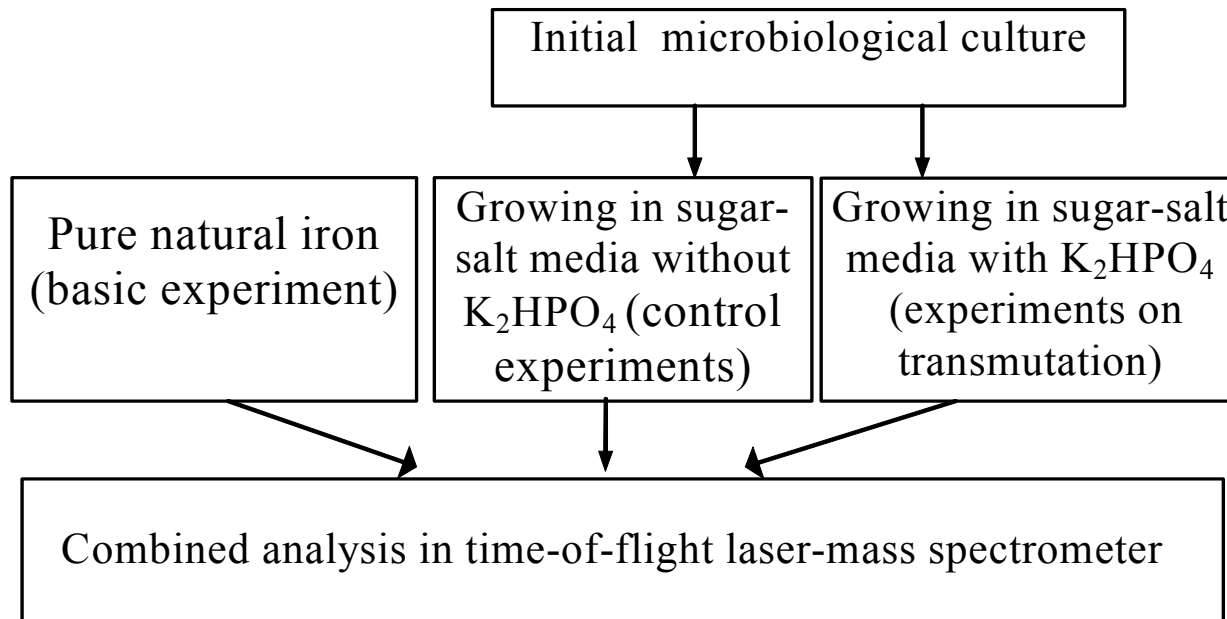 Initial microbiological culture
Pure natural iron
(basic experiment)
Growing in sugar-
salt media without
K₂HPO₄ (control
experiments)
Growing in sugar-salt
media with K₂HPO₄
(experiments on
transmutation)
Combined analysis in time-of-flight laser-mass spectrometer